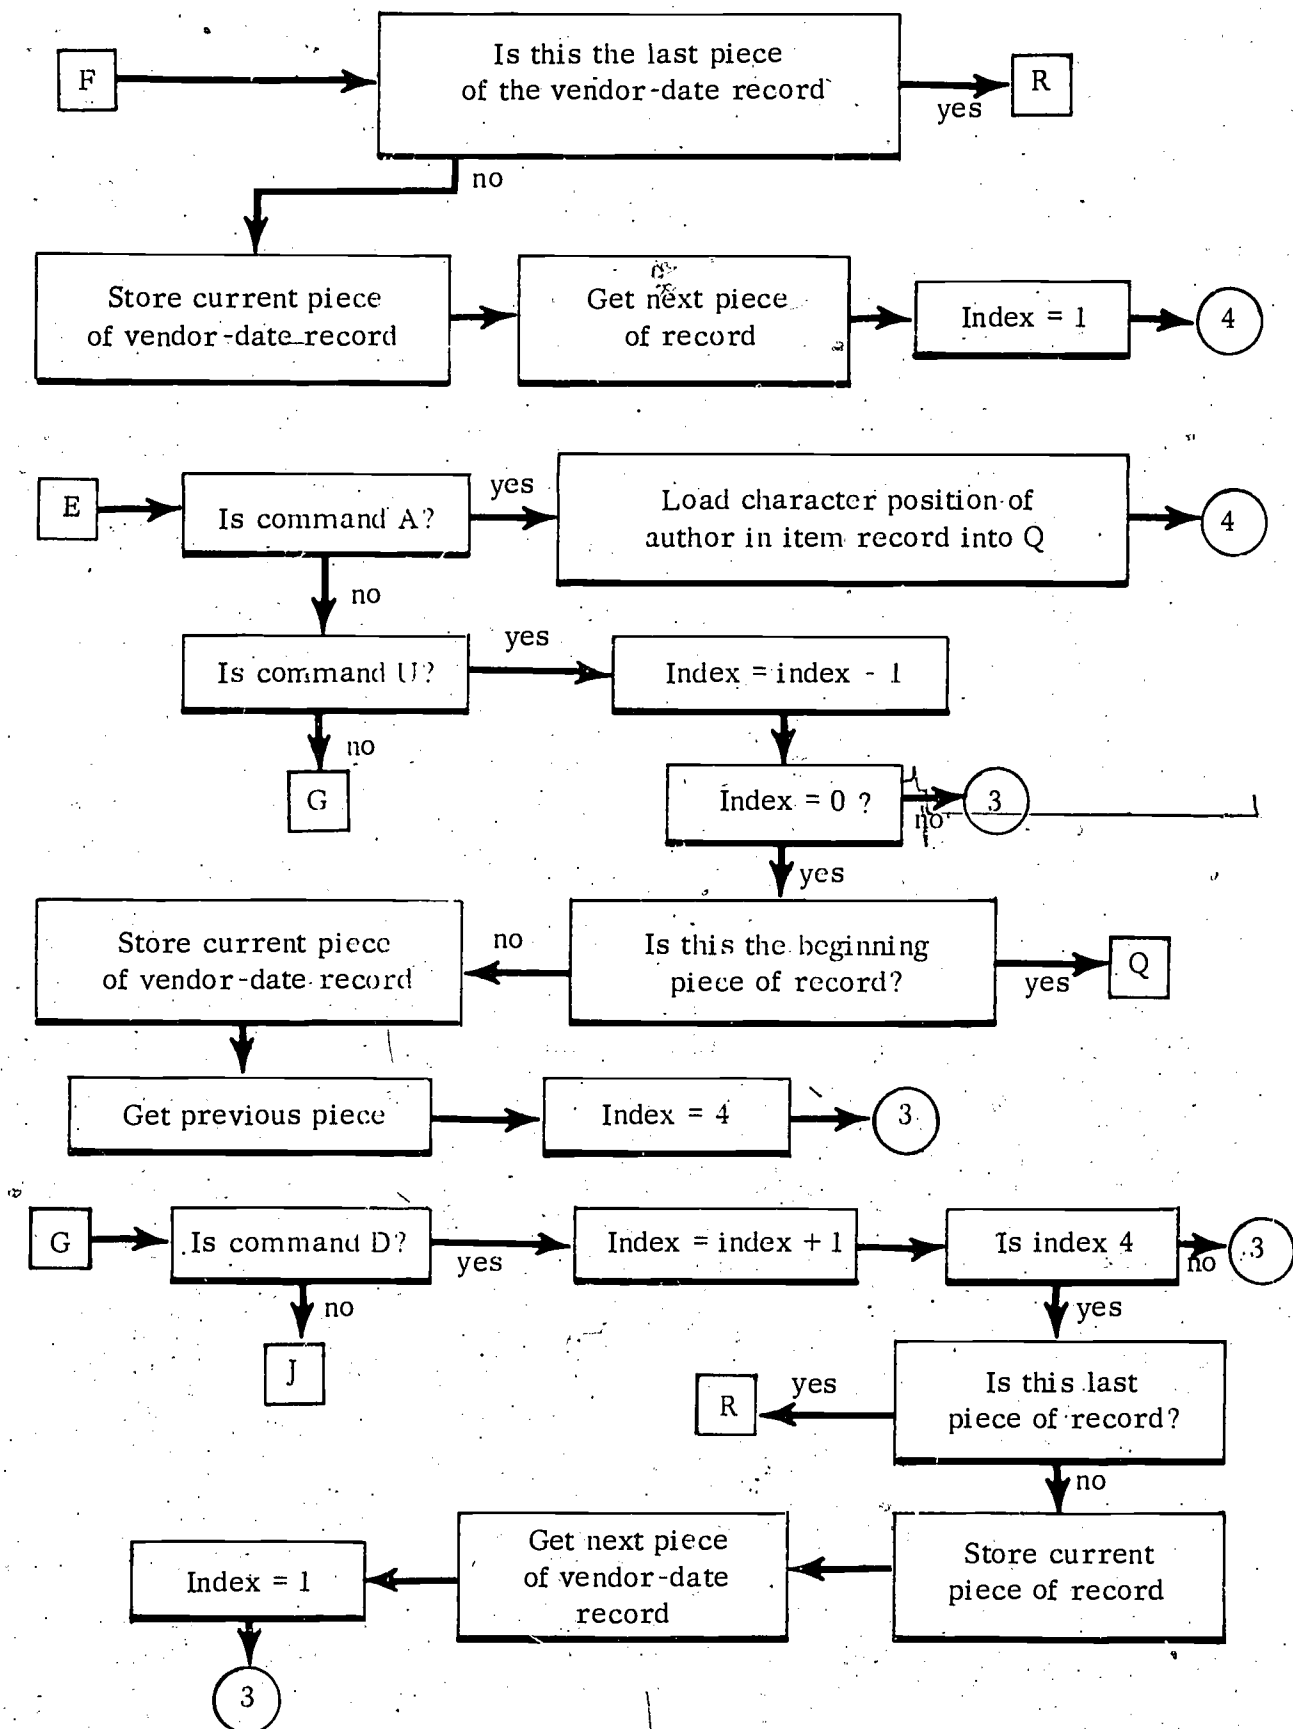 F
Is this the last piece
of the vendor-date record
yes
R
no
Store current piece
of vendor-date record
Get next piece
of record
Index = 1
4
E
Is command A?
yes
Load character position of
author in item record into Q
4
no
Is command U?
yes
Index = index - 1
no
G
Index = 0 ?
no
3
yes
Store current piece
of vendor-date record
no
Is this the beginning
piece of record?
yes
Q
Get previous piece
Index = 4
3
G
Is command D?
yes
Index = index + 1
Is index 4
no
3
no
J
yes
R
yes
Is this last
piece of record?
no
Index = 1
Get next piece
of vendor-date
record
Store current
piece of record
3